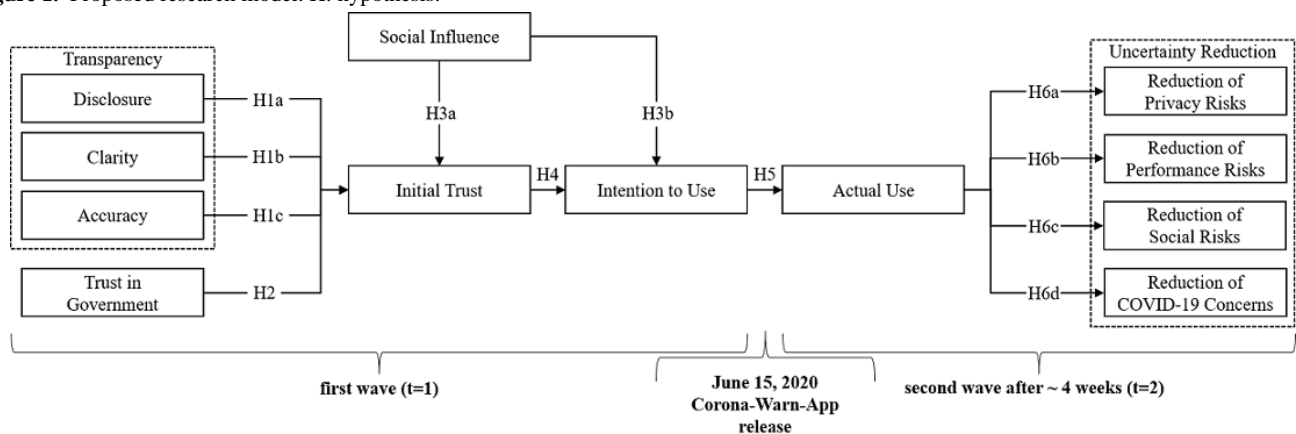 Proposed research model. H: hypothesis.
Social Influence
Transparency
Disclosure
Clarity
Accuracy
Trust in
Government
H1a
H1b
H1c
H2
H3a
H3b
Initial Trust
H4
Intention to Use
H5
Actual Use
H6a
H6b
H6c
H6d
Uncertainty Reduction
Reduction of
Privacy Risks
Reduction of
Performance Risks
Reduction of
Social Risks
Reduction of
COVID-19 Concerns
first wave (t=1)
June 15, 2020
Corona-Warn-App
release
second wave after ~ 4 weeks (t=2)